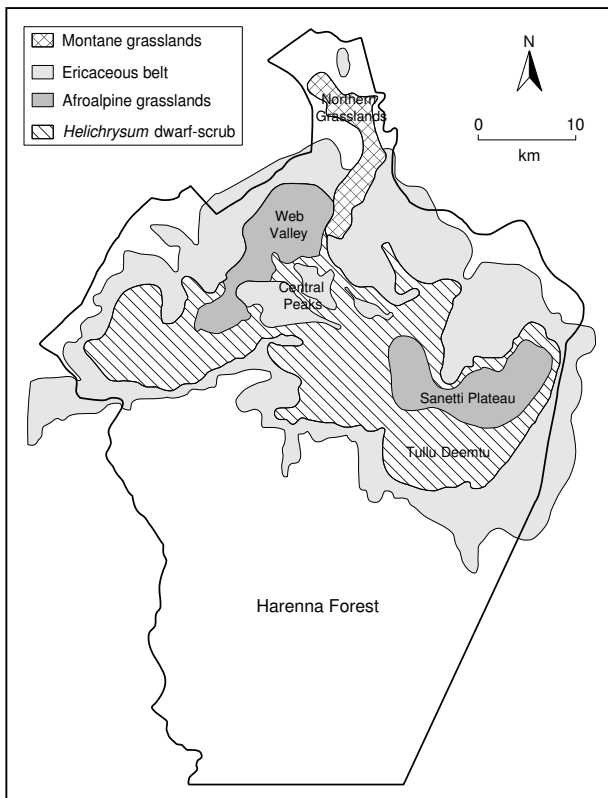 Montane grasslands
Ericaceous belt
Afroalpine grasslands
Helichrysum dwarf-scrub
N
0 10
km
Northern
Grasslands
Web
Valley
Central
Peaks
Sanetti Plateau
Tullu Deemtu
Harenna Forest